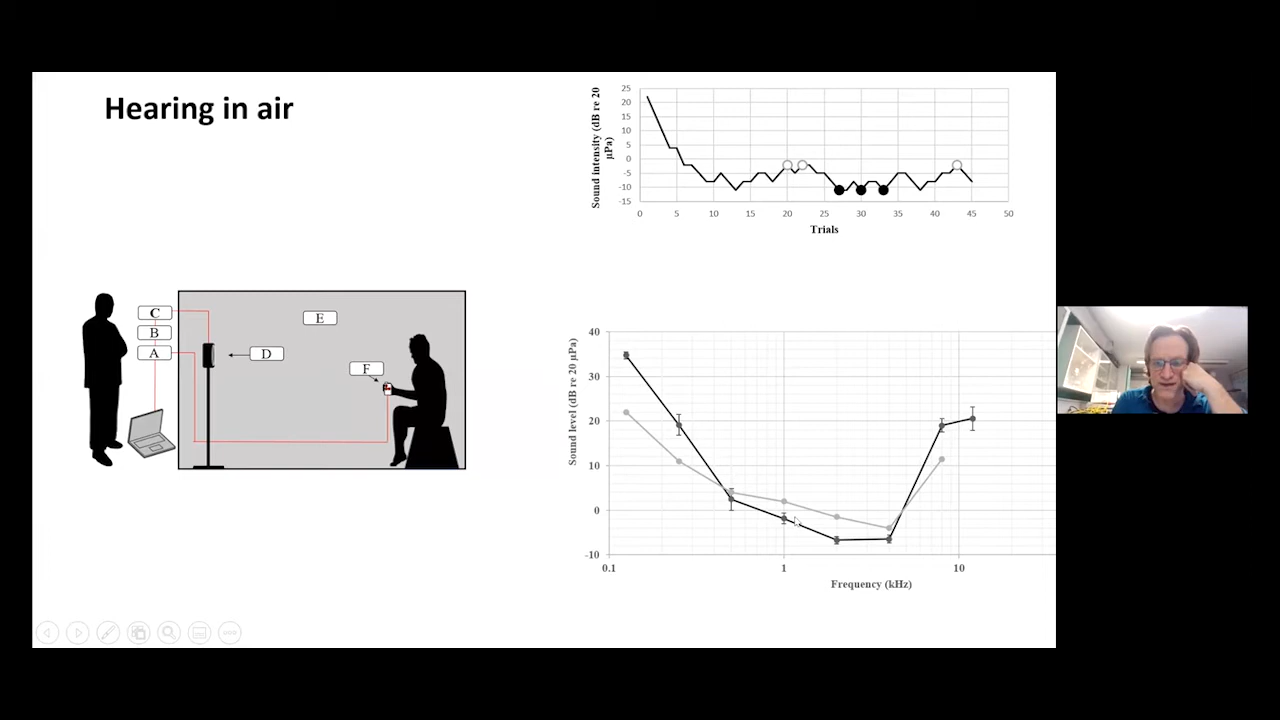 Hearing in air
Sound intensity (dB re 20
µPa)
25
20
15
10
5
0
-5
-10
-15
0
5
10
15
20
25
30
35
40
45
50
Trials
C
B
A
D
E
F
Sound level (dB re 20 µPa)
40
30
20
10
0
-10
0.1
1
10
Frequency (kHz)